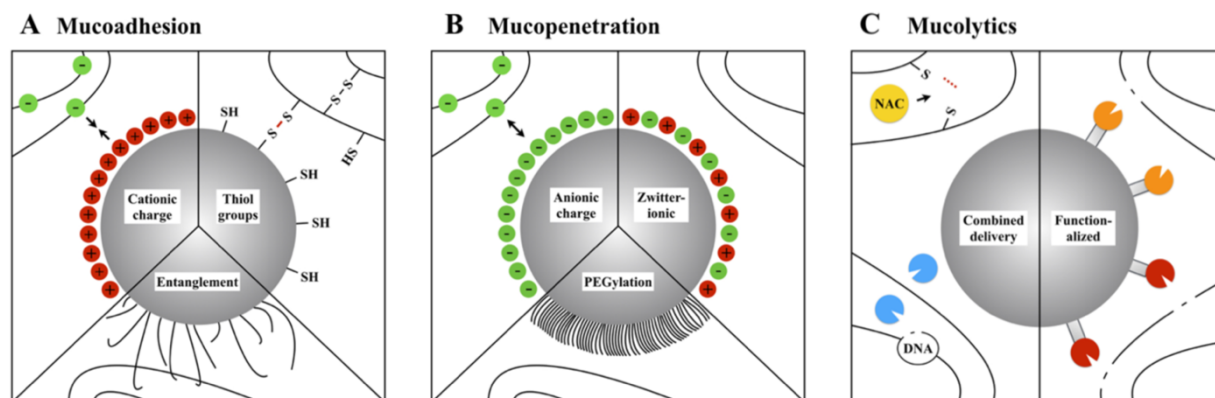 A Mucoadhesion
-
-
-
+
+
+
+
+
+
+
+
+
+
+
+
Cationic
charge
Thiol
groups
Entanglement
SH
S
S
S
S
S
S
HS
SH
SH
SH
B Mucopenetration
-
-
-
Anionic
charge
Zwitter-
ionic
PEGylation
C Mucolytics
NAC
S
S
Combined
delivery
Function-
alized
DNA